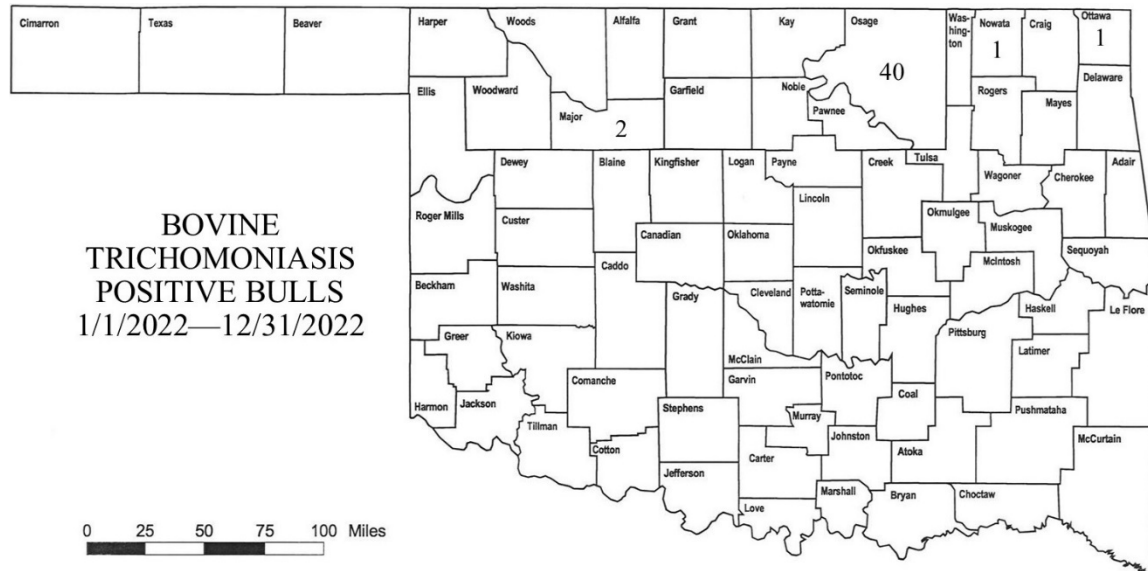 Cimarron
Texas
Beaver
Harper
Woods
Alfalfa
Grant
Kay
Osage
40
Was-
hing-
ton
Nowata
1
Craig
Ottawa
1
Ellis
Woodward
Major
2
Garfield
Noble
Pawnee
Rogers
Mayes
Delaware
Dewey
Blaine
Kingfisher
Logan
Payne
Creek
Tulsa
Wagoner
Cherokee
Adair
Lincoln
Roger Mills
Custer
Canadian
Oklahoma
Okmulgee
Muskogee
Okfuskee
McIntosh
Sequoyah
Caddo
Beckham
Washita
Grady
Cleveland
Potta-
watomie
Seminole
Hughes
Pittsburg
Haskell
Le Flore
Greer
Kiowa
McClain
Latimer
Harmon
Jackson
Comanche
Garvin
Pontotoc
Coal
Pushmataha
Tillman
Stephens
Murray
Johnston
Atoka
McCurtain
Cotton
Carter
Jefferson
Love
Marshall
Bryan
Choctaw
BOVINE
TRICHOMONIASIS
POSITIVE BULLS
1/1/2022—12/31/2022
0 25 50 75 100 Miles